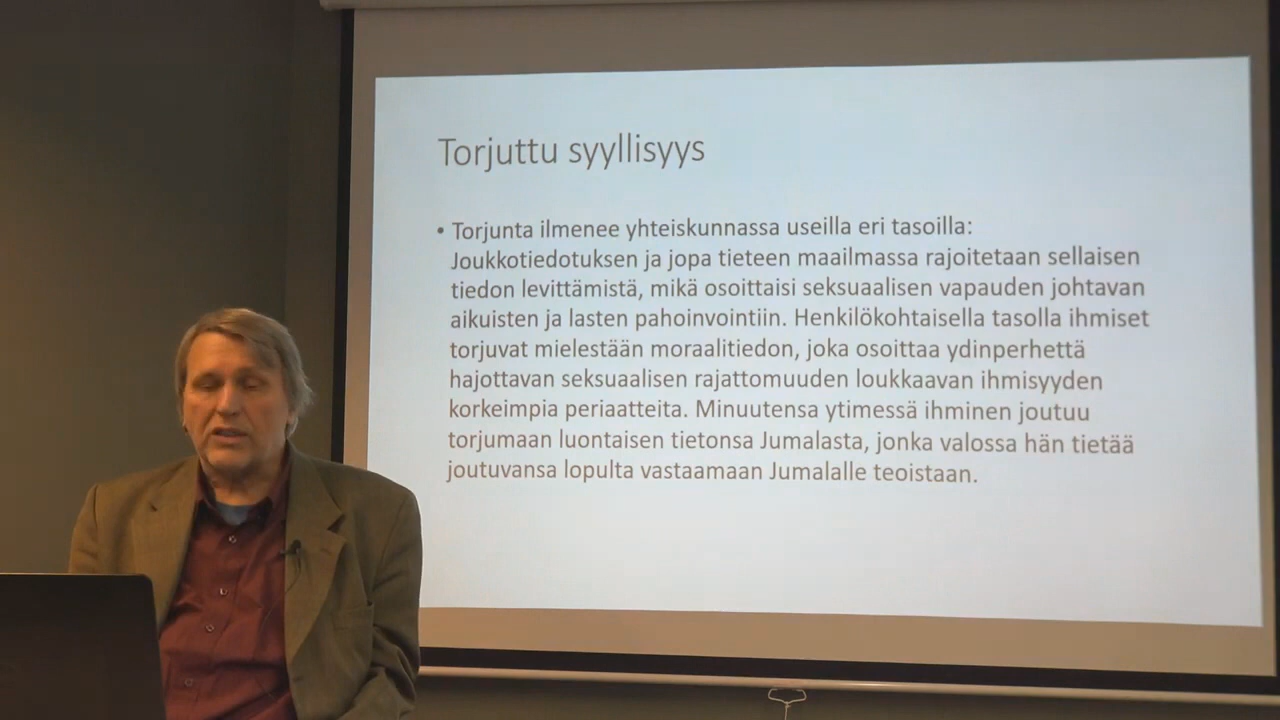 Torjuttu syyllisyys
• Torjunta ilmenee yhteiskunnassa useilla eri tasoilla:
Joukkotiedotuksen ja jopa tieteen maailmassa rajoitetaan sellaisen
tiedon levittämistä, mikä osoittaisi seksuaalisen vapauden johtavan
aikuisten ja lasten pahoinvointiin. Henkilökohtaisella tasolla ihmiset
torjuvat mielestään moraalitiedon, joka osoittaa ydinperhettä
hajottavan seksuaalisen rajattomuuden loukkaavan ihmisyyden
korkeimpia periaatteita. Minuutensa ytimessä ihminen joutuu
torjumaan luontaisen tietonsa Jumalasta, jonka valossa hän tietää
joutuvansa lopulta vastaamaan Jumalalle teoistaan.